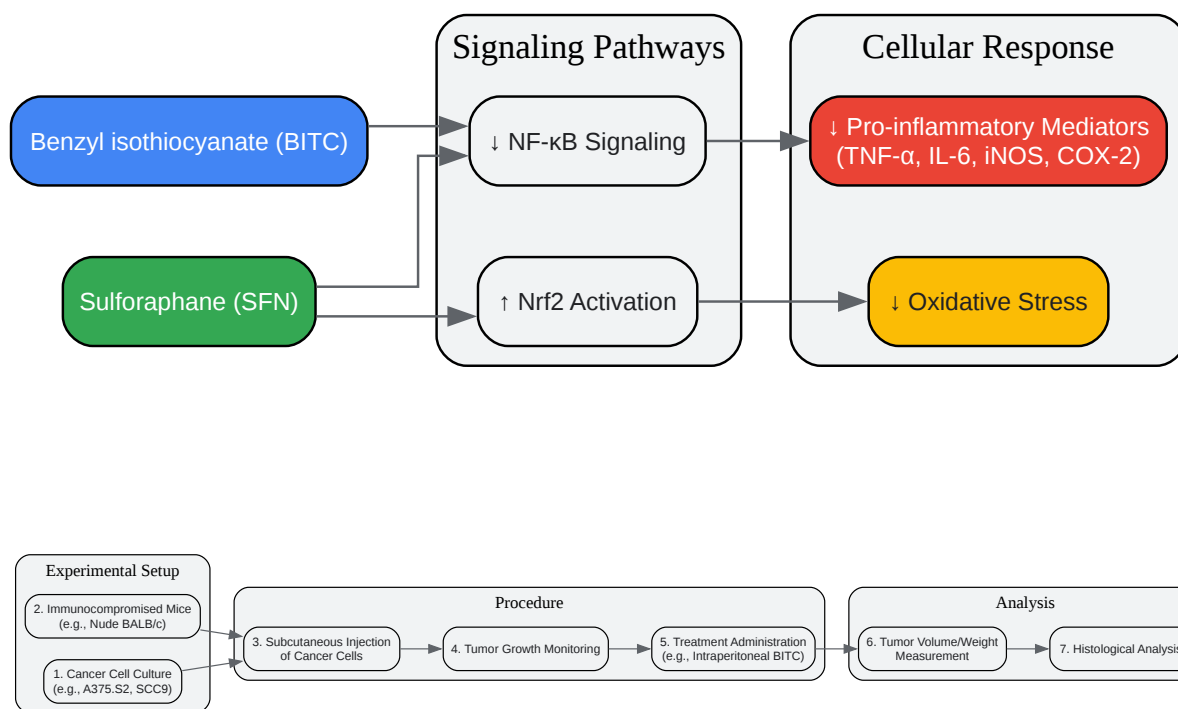 Signaling Pathways
Cellular Response
Benzyl isothiocyanate (BITC)
↓ NF-κB Signaling
↓ Pro-inflammatory Mediators
(TNF-α, IL-6, iNOS, COX-2)
Sulforaphane (SFN)
↑ Nrf2 Activation
↓ Oxidative Stress
Experimental Setup
2. Immunocompromised Mice
(e.g., Nude BALB/c)
1. Cancer Cell Culture
(e.g., A375.S2, SCC9)
Procedure
3. Subcutaneous Injection
of Cancer Cells
4. Tumor Growth Monitoring
5. Treatment Administration
(e.g., Intraperitoneal BITC)
Analysis
6. Tumor Volume/Weight
Measurement
7. Histological Analysis